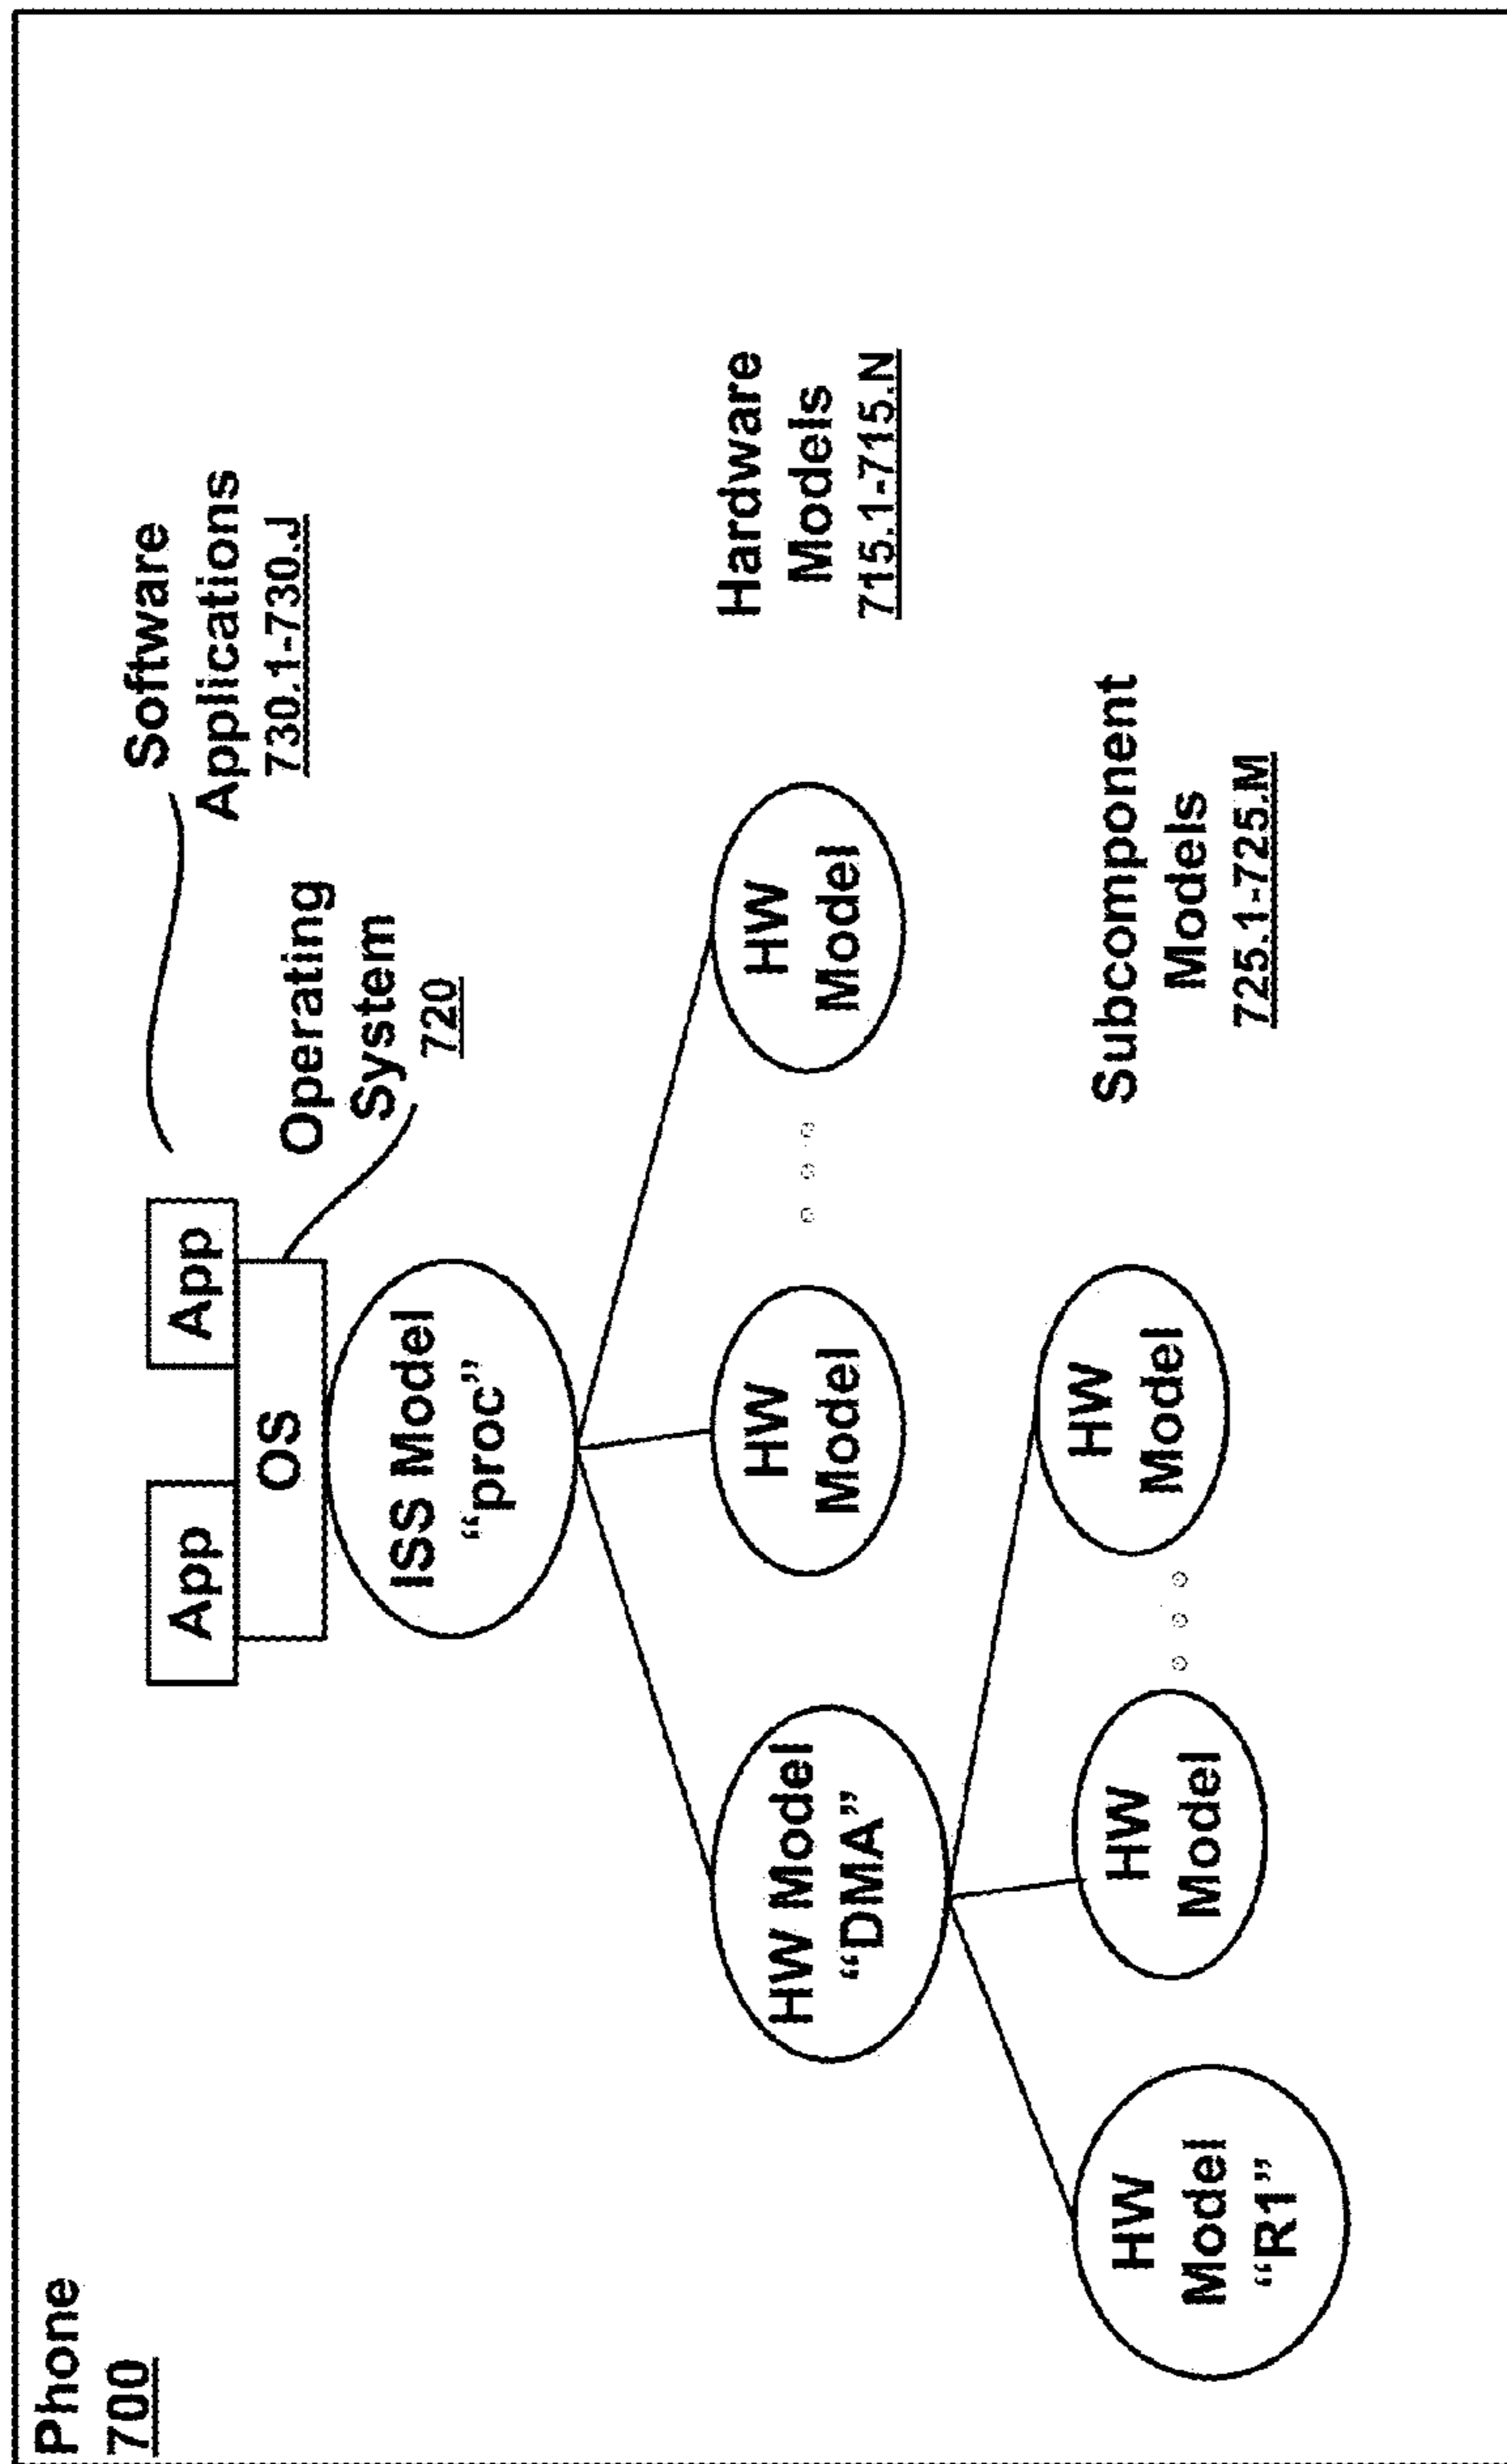 Phone
700
Software
Applications
730.1-730.J
App
App
OS
Operating
System
720
ISS Model
“proc”
HW Model
“DMA”
HW
Model
HW
Model
Hardware
Models
715.1-715.N
HW
Model
“R1”
HW
Model
HW
Model
Subcomponent
Models
725.1-725.M